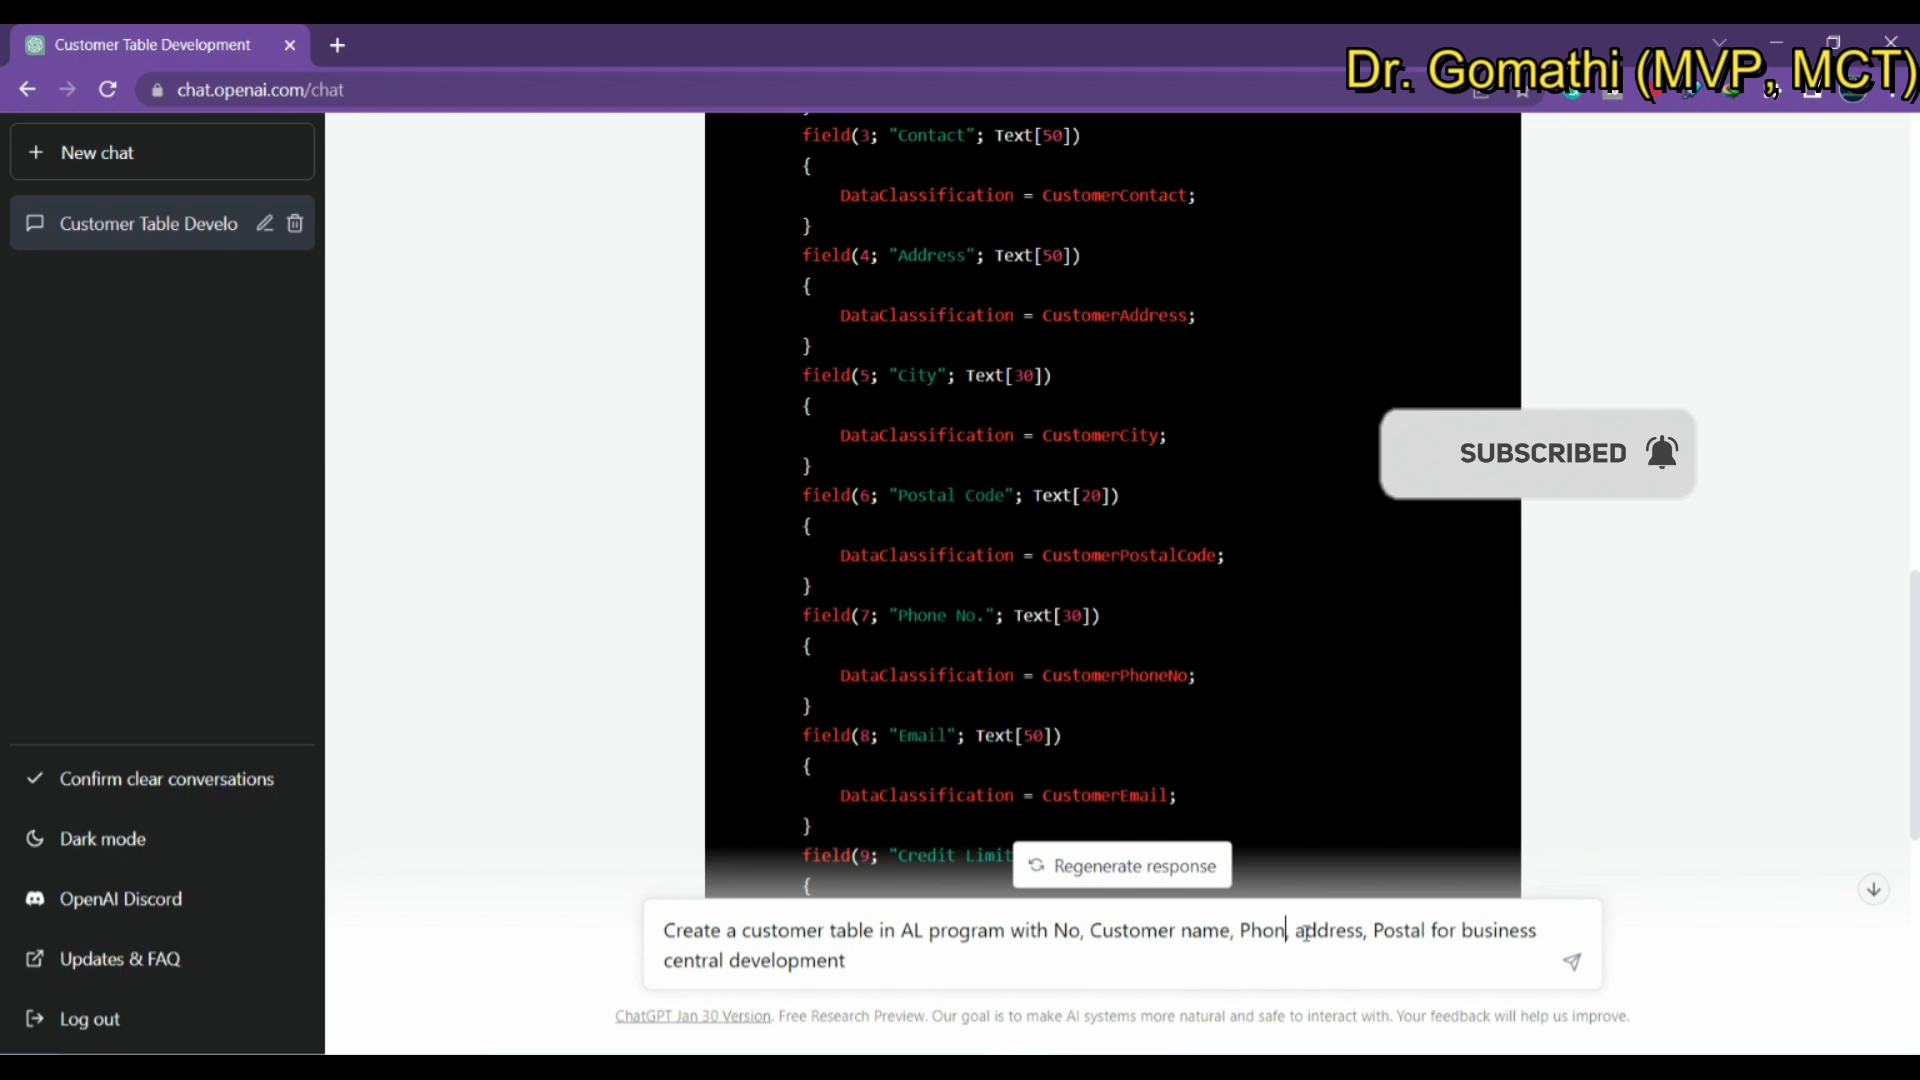 Customer Table Development
Dr. Gomathi (MVP, MCT)
chat.openai.com/chat
New chat
Customer Table Develo
field(3; "Contact"; Text[50])
{
DataClassification = CustomerContact;
}
field(4; "Address"; Text[50])
{
DataClassification = CustomerAddress;
}
field(5; "City"; Text[30])
{
DataClassification = CustomerCity;
}
field(6; "Postal Code"; Text[20])
{
DataClassification = CustomerPostalCode;
}
field(7; "Phone No."; Text[30])
{
DataClassification = CustomerPhoneNo;
}
field(8; "Email"; Text[50])
{
DataClassification = CustomerEmail;
}
field(9; "Credit Limit
{
SUBSCRIBED
Regenerate response
Create a customer table in AL program with No, Customer name, Phon, address, Postal for business
central development
ChatGPT Jan 30 Version. Free Research Preview. Our goal is to make AI systems more natural and safe to interact with. Your feedback will help us improve.
Confirm clear conversations
Dark mode
OpenAI Discord
Updates & FAQ
Log out